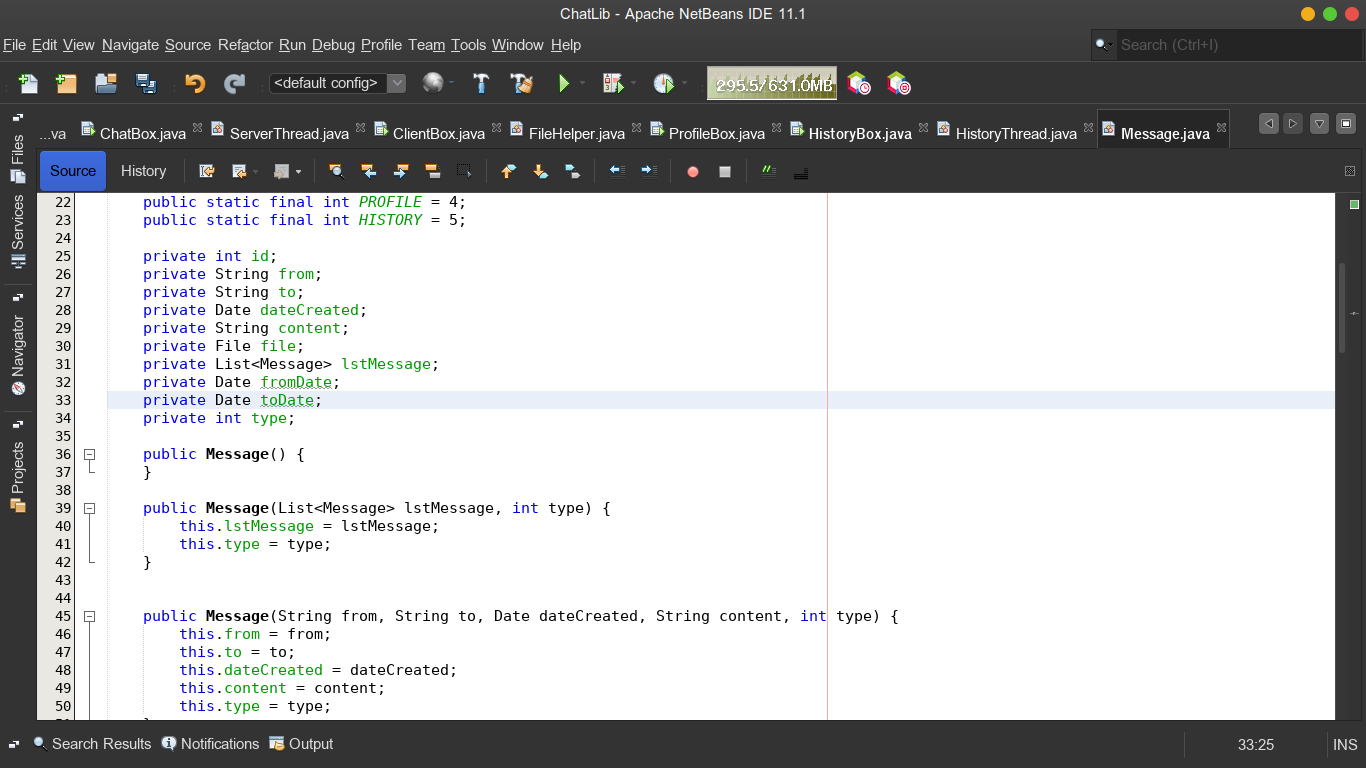 ChatLib - Apache NetBeans IDE 11.1
File Edit View Navigate Source Refactor Run Debug Profile Team Tools Window Help
Search (Ctrl+I)
<default config>
295.5/631.0MB
...va ChatBox.java ServerThread.java ClientBox.java FileHelper.java ProfileBox.java HistoryBox.java HistoryThread.java Message.java
Source History
Files
Services
Navigator
Projects
22 public static final int PROFILE = 4;
23 public static final int HISTORY = 5;
24
25 private int id;
26 private String from;
27 private String to;
28 private Date dateCreated;
29 private String content;
30 private File file;
31 private List<Message> lstMessage;
32 private Date fromDate;
33 private Date toDate;
34 private int type;
35
36 public Message() {
37 }
38
39 public Message(List<Message> lstMessage, int type) {
40 this.lstMessage = lstMessage;
41 this.type = type;
42 }
43
44
45 public Message(String from, String to, Date dateCreated, String content, int type) {
46 this.from = from;
47 this.to = to;
48 this.dateCreated = dateCreated;
49 this.content = content;
50 this.type = type;
Search Results Notifications Output
33:25 INS